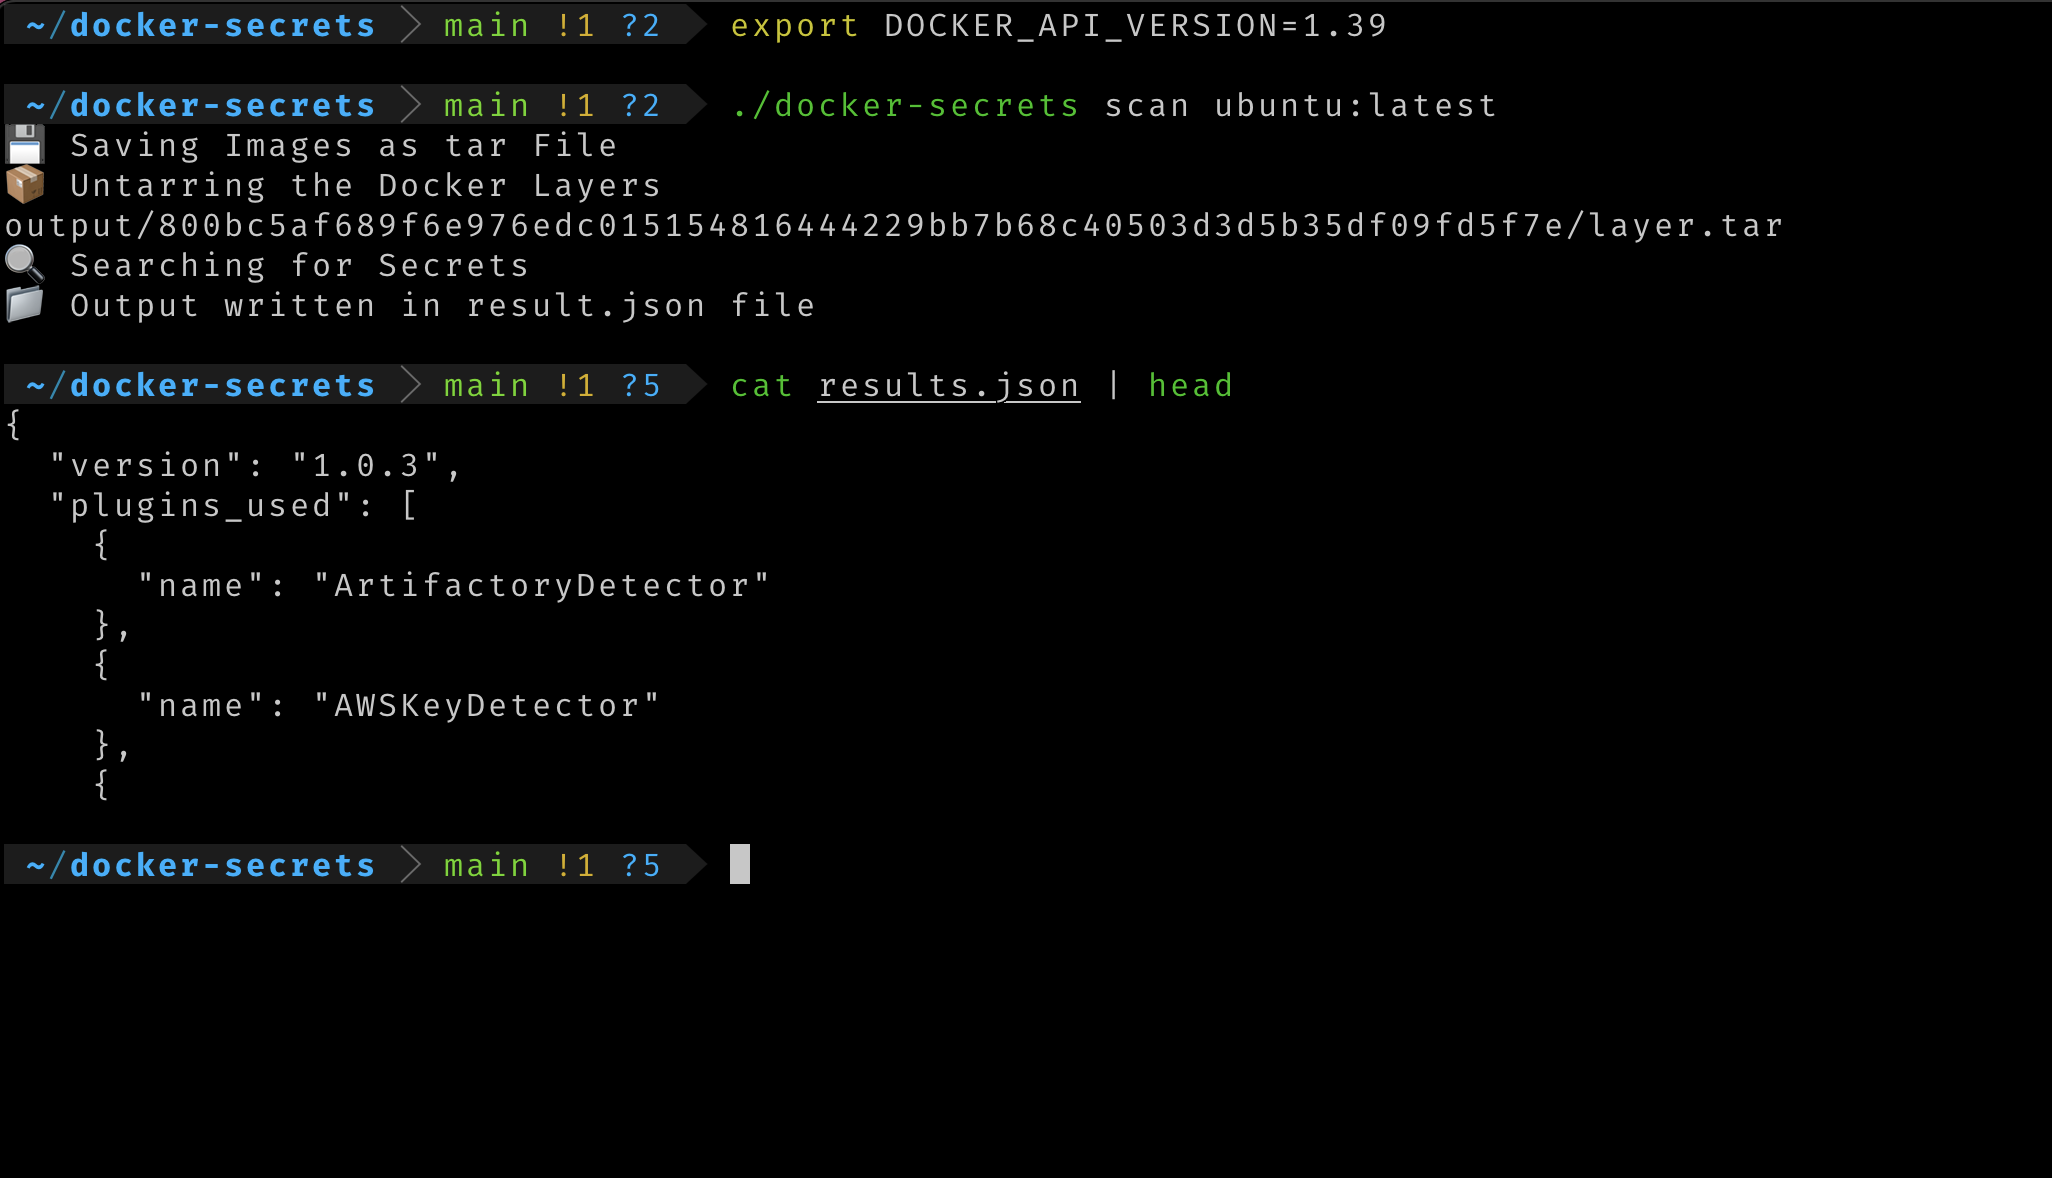 ~/docker-secrets main !1 ?2 export DOCKER_API_VERSION=1.39
~/docker-secrets main !1 ?2 ./docker-secrets scan ubuntu:latest
Saving Images as tar File
Untarring the Docker Layers
output/800bc5af689f6e976edc015154816444229bb7b68c40503d3d5b35df09fd5f7e/layer.tar
Searching for Secrets
Output written in result.json file
~/docker-secrets main !1 ?5 cat results.json | head
{
  "version": "1.0.3",
  "plugins_used": [
    {
      "name": "ArtifactoryDetector"
    },
    {
      "name": "AWSKeyDetector"
    },
    {
~/docker-secrets main !1 ?5